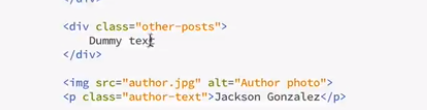 <div class="other-posts">
Dummy text
</div>
<img src="author.jpg" alt="Author photo">
<p class="author-text">Jackson Gonzalez</p>